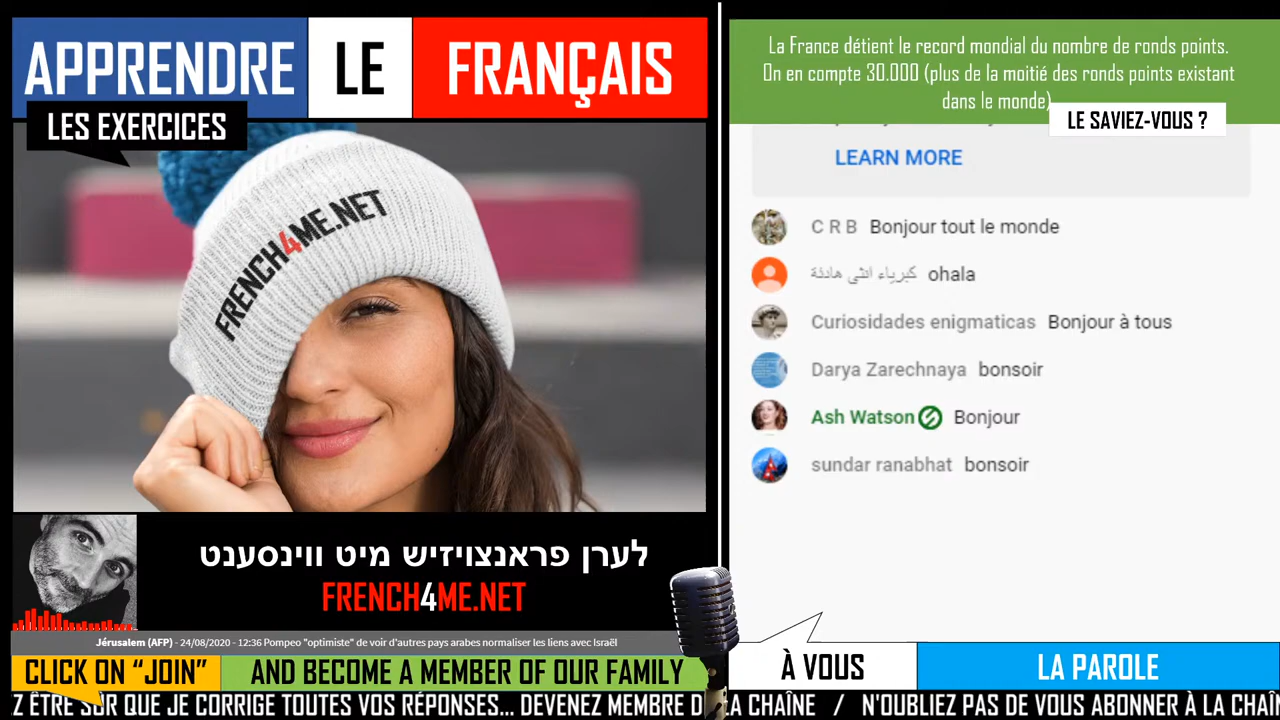 APPRENDRE LE FRANÇAIS
LES EXERCICES
FRENCH4ME.NET
לערן פראנצויזיש מיט ווינסענט
FRENCH4ME.NET
Jérusalem (AFP) - 24/08/2020 - 12:36 Pompeo "optimiste" de voir d'autres pays arabes normaliser les liens avec Israël
CLICK ON “JOIN” AND BECOME A MEMBER OF OUR FAMILY
La France détient le record mondial du nombre de ronds points.
On en compte 30.000 (plus de la moitié des ronds points existant
dans le monde)
LE SAVIEZ-VOUS ?
LEARN MORE
C R B Bonjour tout le monde
كبرياء انثى هادئة ohala
Curiosidades enigmaticas Bonjour à tous
Darya Zarechnaya bonsoir
Ash Watson Bonjour
sundar ranabhat bonsoir
À VOUS LA PAROLE
Z ÊTRE SÛR QUE JE CORRIGE TOUTES VOS RÉPONSES... DEVENEZ MEMBRE D LA CHAÎNE / N'OUBLIEZ PAS DE VOUS ABONNER À LA CHAÎ